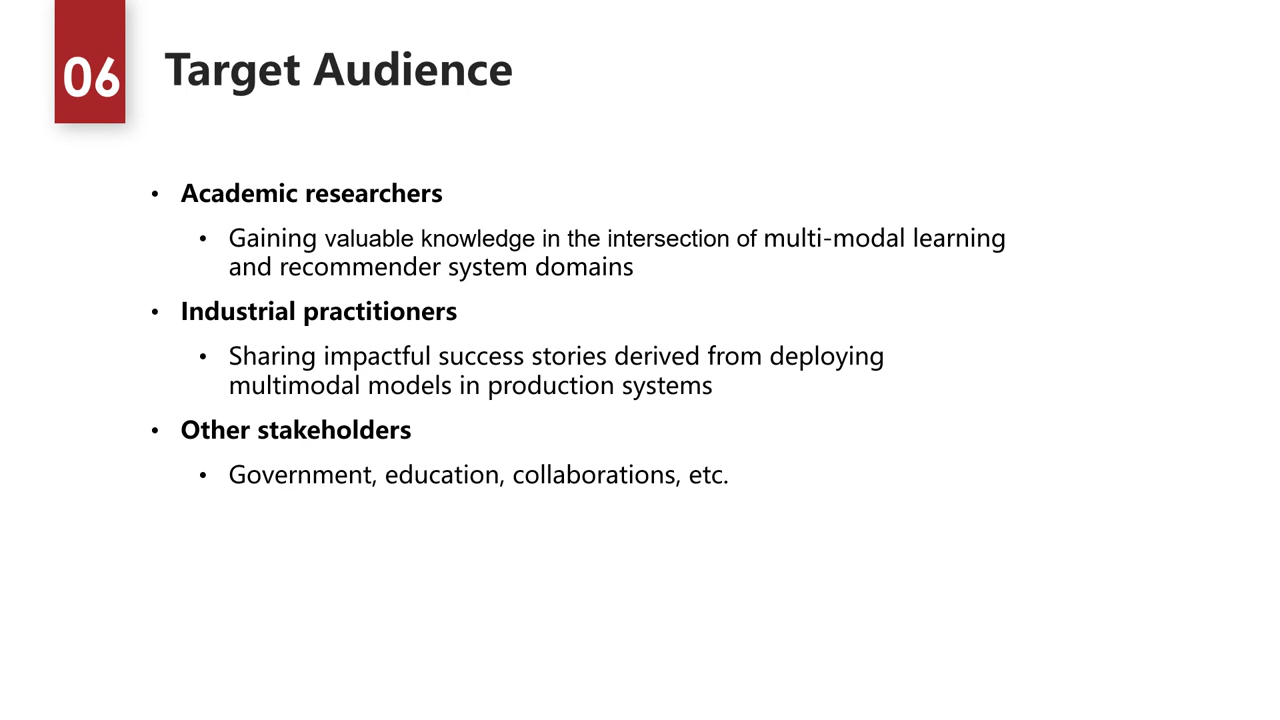 06
Target Audience
• Academic researchers
• Gaining valuable knowledge in the intersection of multi-modal learning
and recommender system domains
• Industrial practitioners
• Sharing impactful success stories derived from deploying
multimodal models in production systems
• Other stakeholders
• Government, education, collaborations, etc.